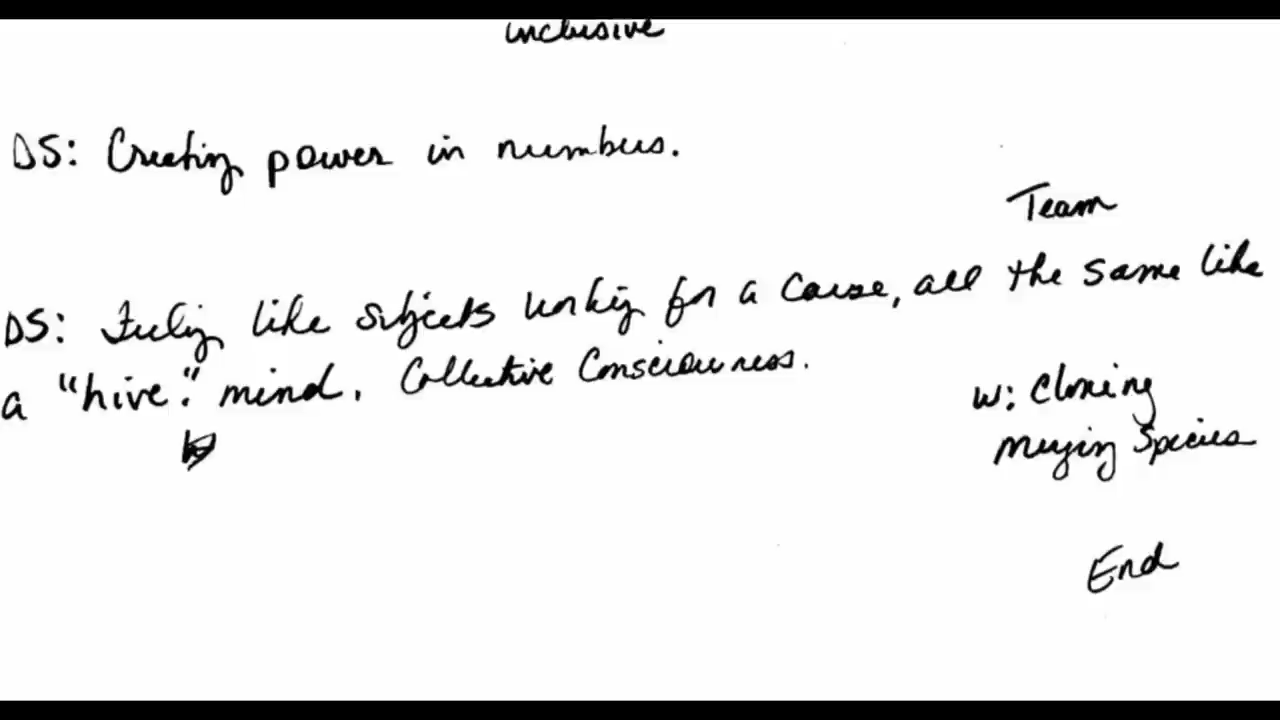 inclusive
DS: Creating power in numbers.
Team
DS: Feeling like subjects working for a cause, all the same like
a "hive." mind. Collective Consciousness.
W: Cloning
Merging Species
End